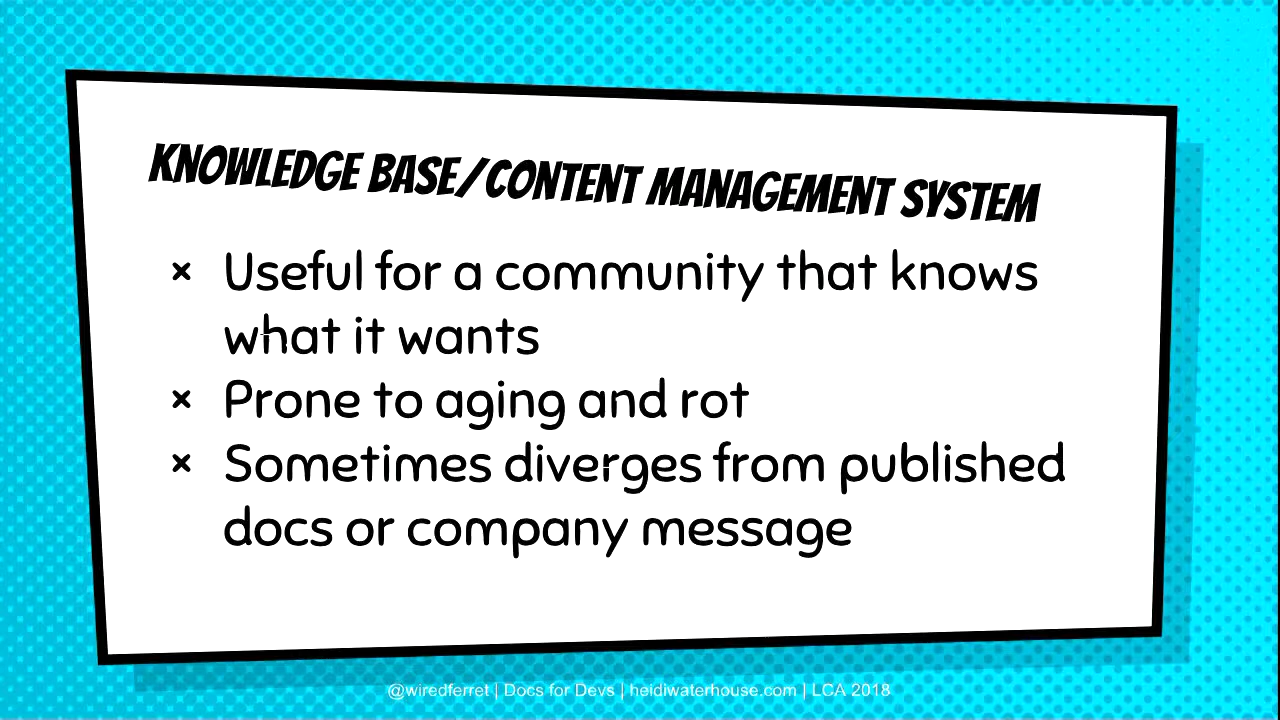 KNOWLEDGE BASE/CONTENT MANAGEMENT SYSTEM
× Useful for a community that knows
what it wants
× Prone to aging and rot
× Sometimes diverges from published
docs or company message
@wiredferret | Docs for Devs | heidiwaterhouse.com | LCA 2018